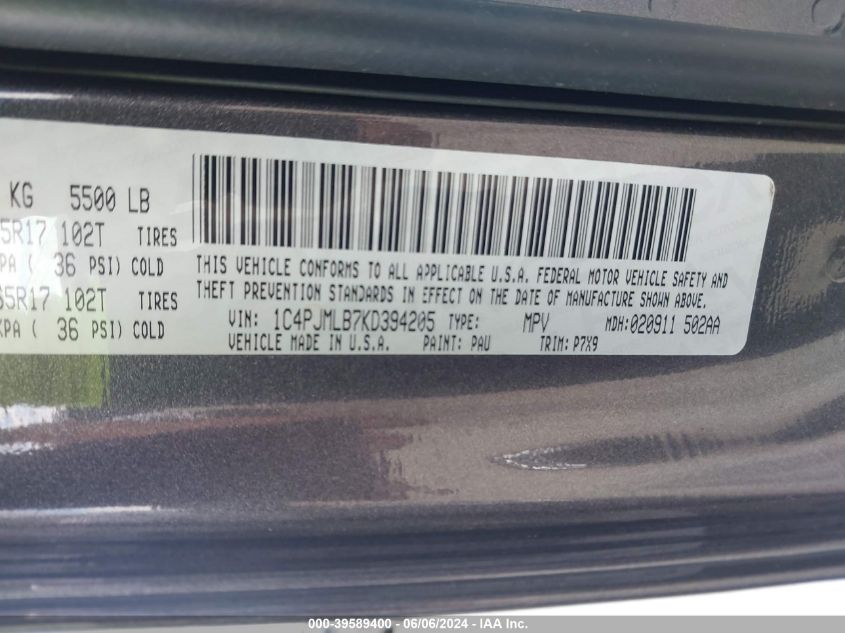 KG 5500 LB
5R17 102T TIRES
PA ( 36 PSI) COLD
65R17 102T TIRES
KPA ( 36 PSI) COLD
THIS VEHICLE CONFORMS TO ALL APPLICABLE U.S.A. FEDERAL MOTOR VEHICLE SAFETY AND
THEFT PREVENTION STANDARDS IN EFFECT ON THE DATE OF MANUFACTURE SHOWN ABOVE.
VIN: 1C4PJMLB7KD394205 TYPE: MPV MDH:020911 502AA
VEHICLE MADE IN U.S.A. PAINT: PAU TRIM: P7X9
000-39589400 - 06/06/2024 - IAA Inc.